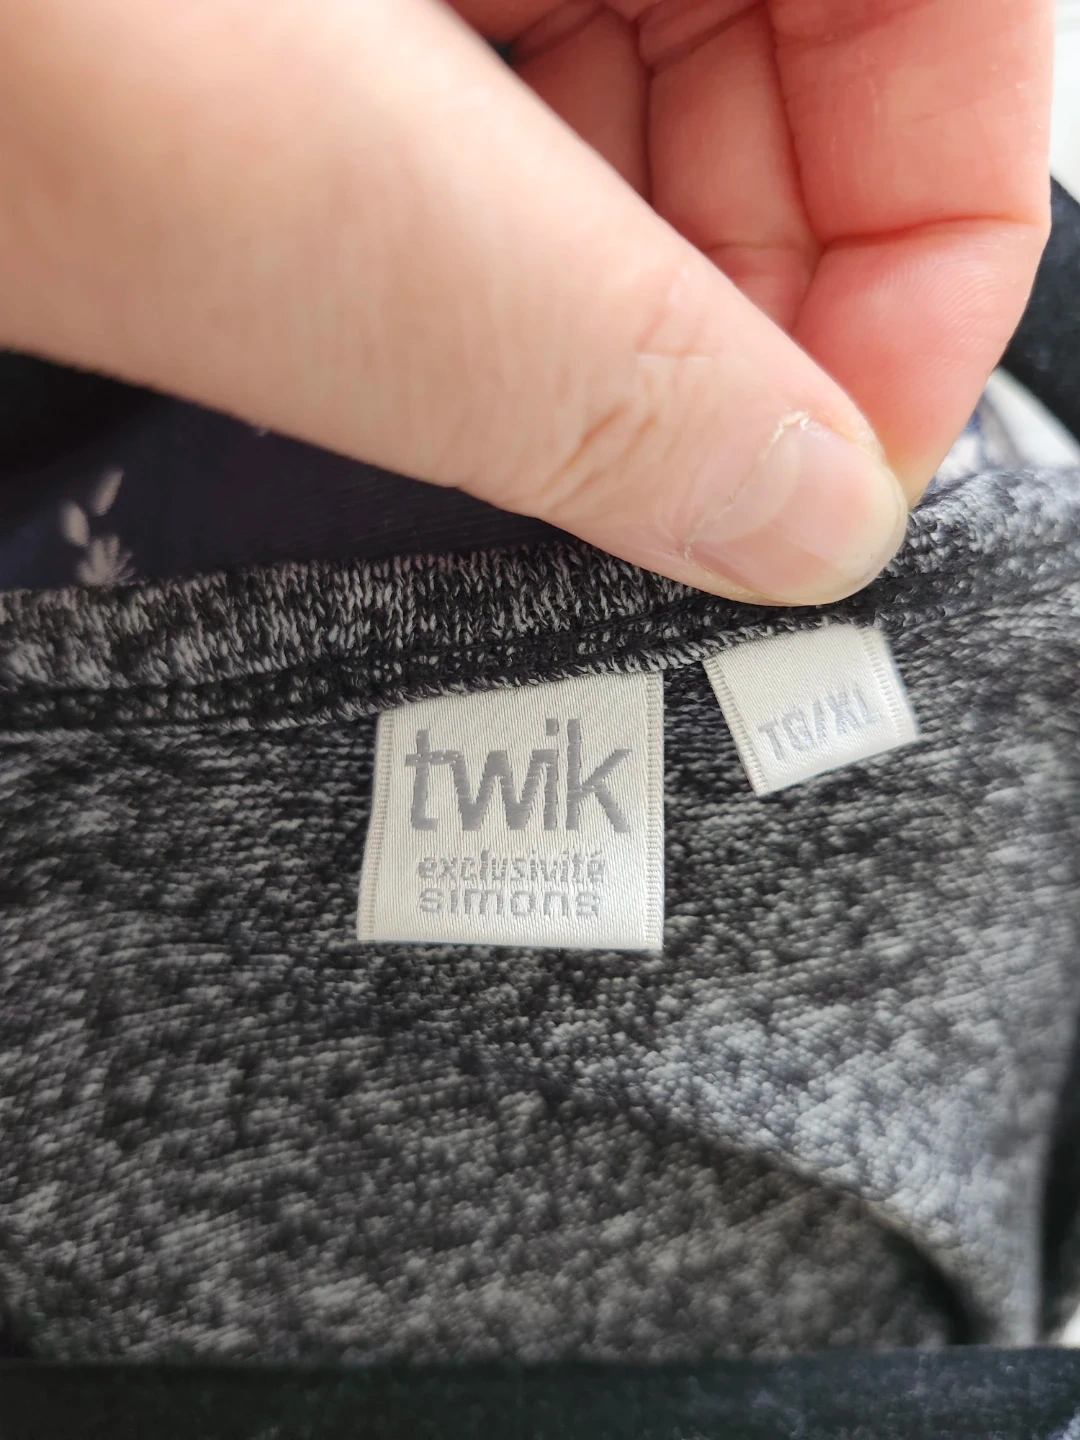 twik
exclusivité
simons
TG/XL